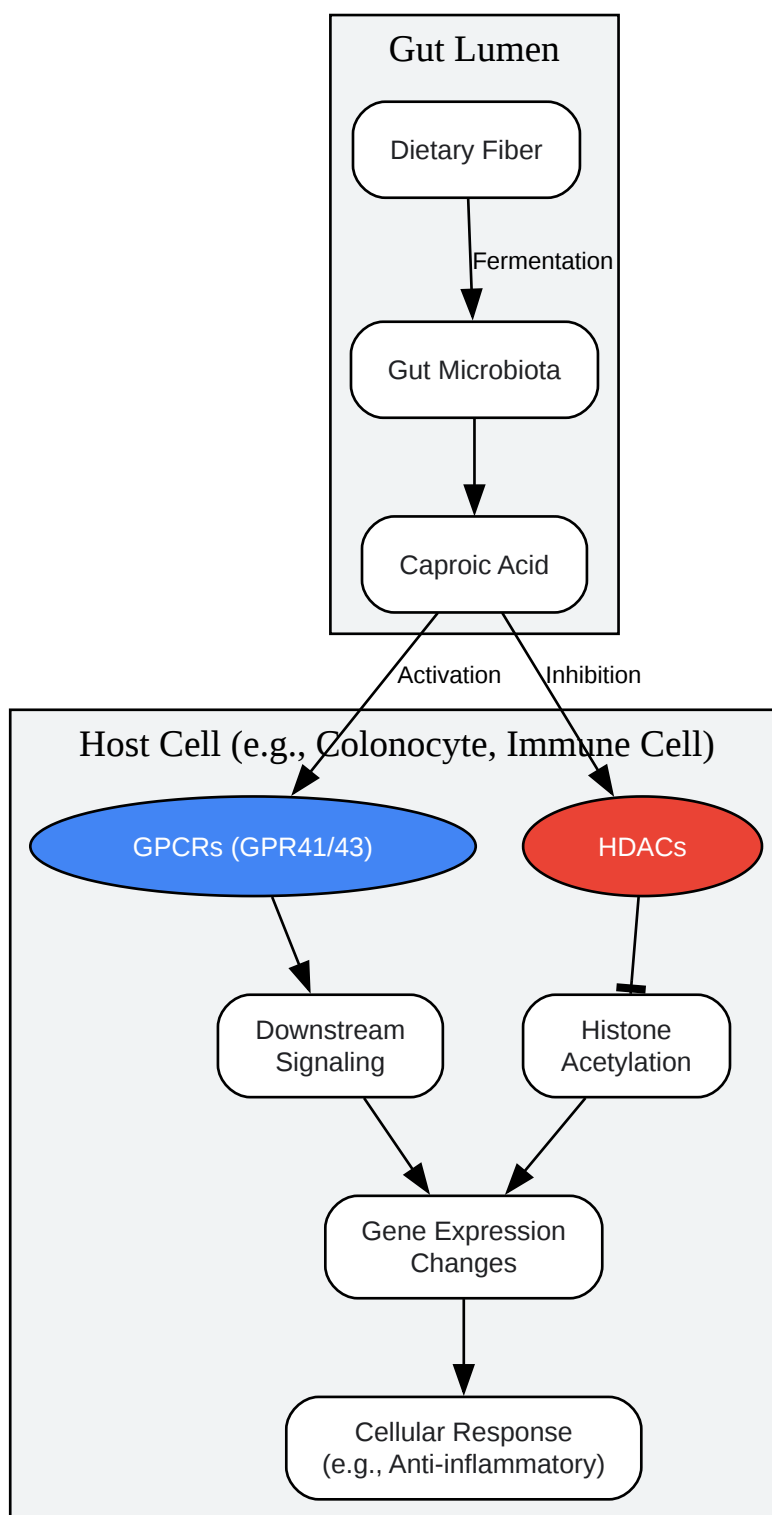 Gut Lumen
Dietary Fiber
Fermentation
Gut Microbiota
Caproic Acid
Activation
Inhibition
Host Cell (e.g., Colonocyte, Immune Cell)
GPCRs (GPR41/43)
HDACs
Downstream
Signaling
Histone
Acetylation
Gene Expression
Changes
Cellular Response
(e.g., Anti-inflammatory)